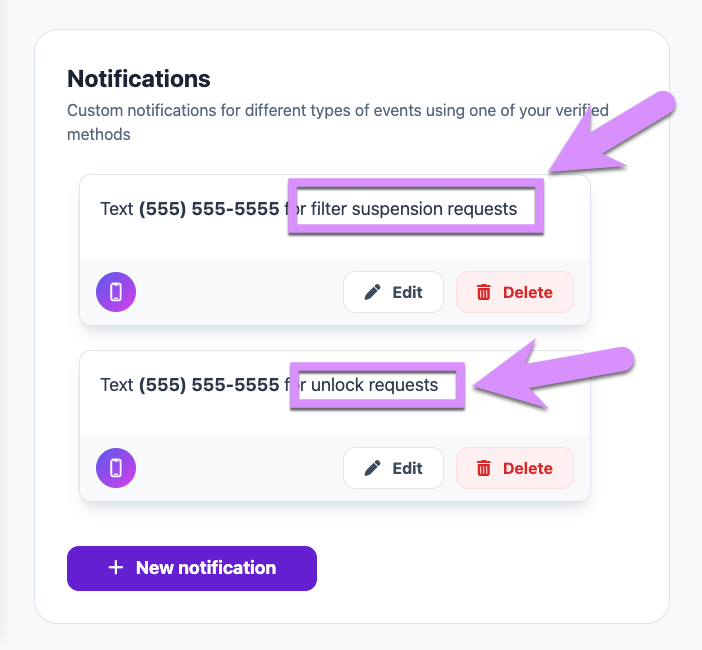 Notifications
Custom notifications for different types of events using one of your verified
methods
Text (555) 555-5555 for filter suspension requests
Edit
Delete
Text (555) 555-5555 for unlock requests
Edit
Delete
New notification